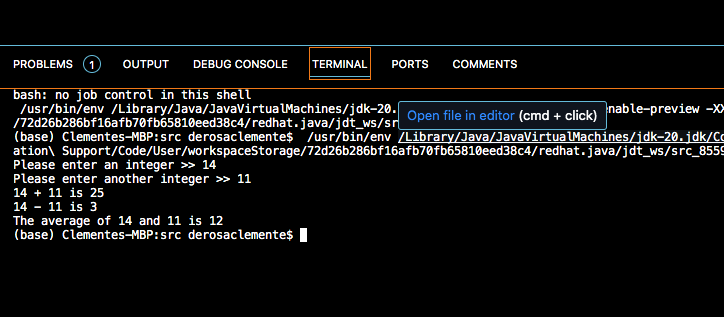 PROBLEMS 1 OUTPUT DEBUG CONSOLE TERMINAL PORTS COMMENTS
bash: no job control in this shell
/usr/bin/env /Library/Java/JavaVirtualMachines/jdk-20. enable-preview -XX
Open file in editor (cmd + click)
/72d26b286bf16afb70fb65810eed38c4/redhat.java/jdt_ws/sr
(base) Clementes-MBP:src derosaclemente$ /usr/bin/env /Library/Java/JavaVirtualMachines/jdk-20.jdk/Co
ation\ Support/Code/User/workspaceStorage/72d26b286bf16afb70fb65810eed38c4/redhat.java/jdt_ws/src_8559
Please enter an integer >> 14
Please enter another integer >> 11
14 + 11 is 25
14 - 11 is 3
The average of 14 and 11 is 12
(base) Clementes-MBP:src derosaclemente$